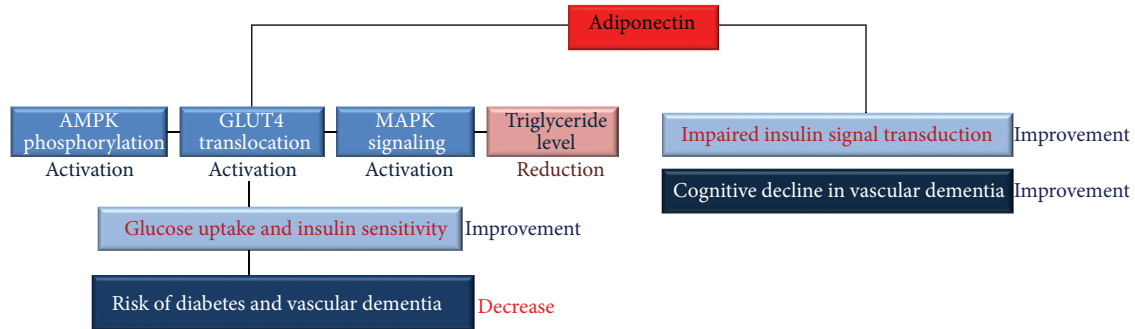 Adiponectin
AMPK
phosphorylation
Activation
GLUT4
translocation
Activation
MAPK
signaling
Activation
Triglyceride
level
Reduction
Glucose uptake and insulin sensitivity
Improvement
Risk of diabetes and vascular dementia
Decrease
Impaired insulin signal transduction
Improvement
Cognitive decline in vascular dementia
Improvement